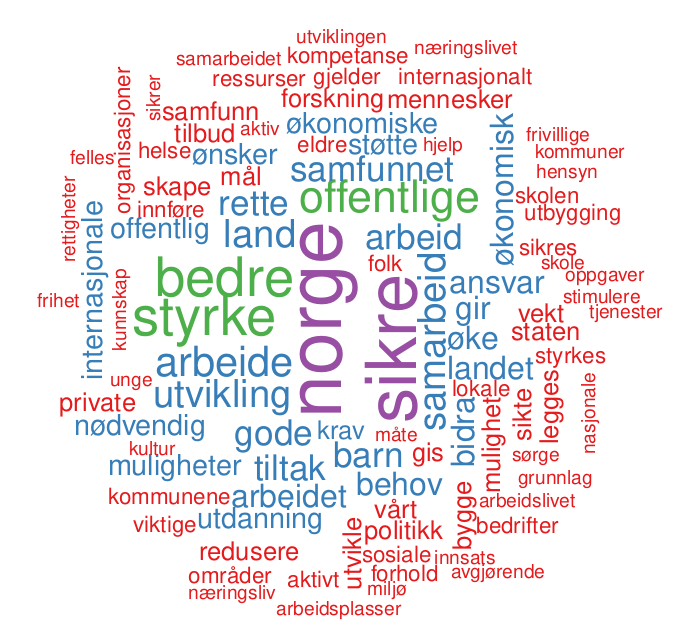 utviklingen
samarbeidet kompetanse næringslivet
ressurser gjelder internasjonalt
organisasjoner sikrer samfunn forskning mennesker
tilbud aktiv økonomiske økonomisk frivillige
felles helse ønsker eldre støtte hjelp kommuner
samfunnet hensyn
rettigheter skape mål offentlige skolen
innføre rette utbygging
internasjonale offentlig land norge arbeid sikres
folk skole
frihet kunnskap bedre sikre samarbeid ansvar oppgaver
styrke gir vekt stimulere
tjenester
øke staten
arbeide landet styrkes
unge utvikling lokale
private bidra mulighet sikte legges nasjonale
nødvendig gode krav måte
kultur barn gis sørge
muligheter tiltak behov grunnlag
kommunene arbeidet bygge arbeidslivet
viktige utdanning vårt
utvikle politikk bedrifter
redusere sosiale innsats
områder aktivt forhold avgjørende
næringsliv miljø
arbeidsplasser